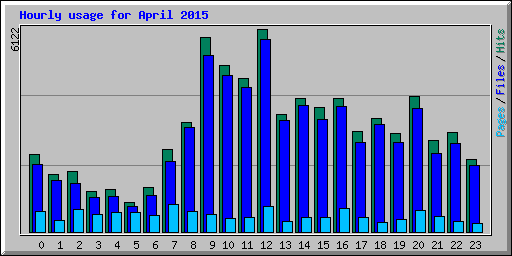 Hourly usage for April 2015
6122
Pages/Files/Hits
0 1 2 3 4 5 6 7 8 9 10 11 12 13 14 15 16 17 18 19 20 21 22 23